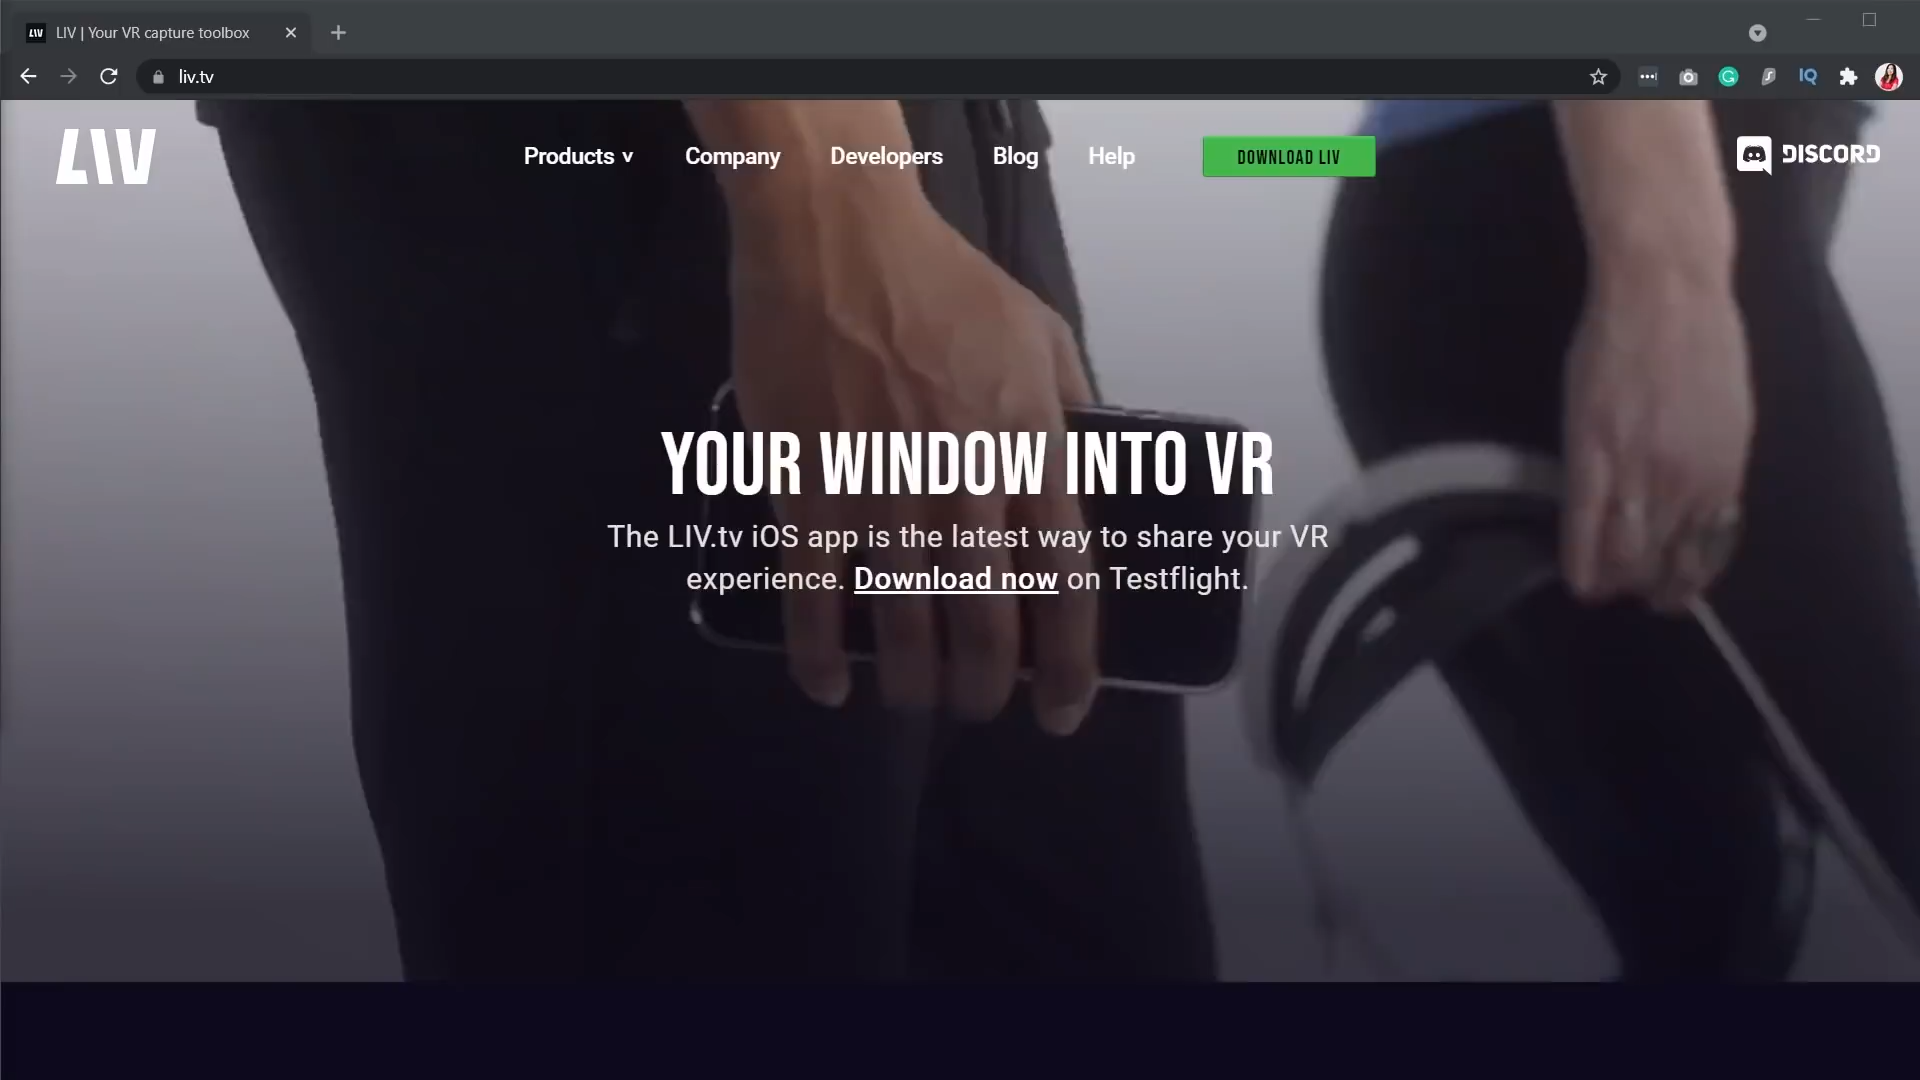 LIV LIV | Your VR capture toolbox
liv.tv
IQ
LIV
Products v Company Developers Blog Help DOWNLOAD LIV DISCORD
YOUR WINDOW INTO VR
The LIV.tv iOS app is the latest way to share your VR
experience. Download now on Testflight.